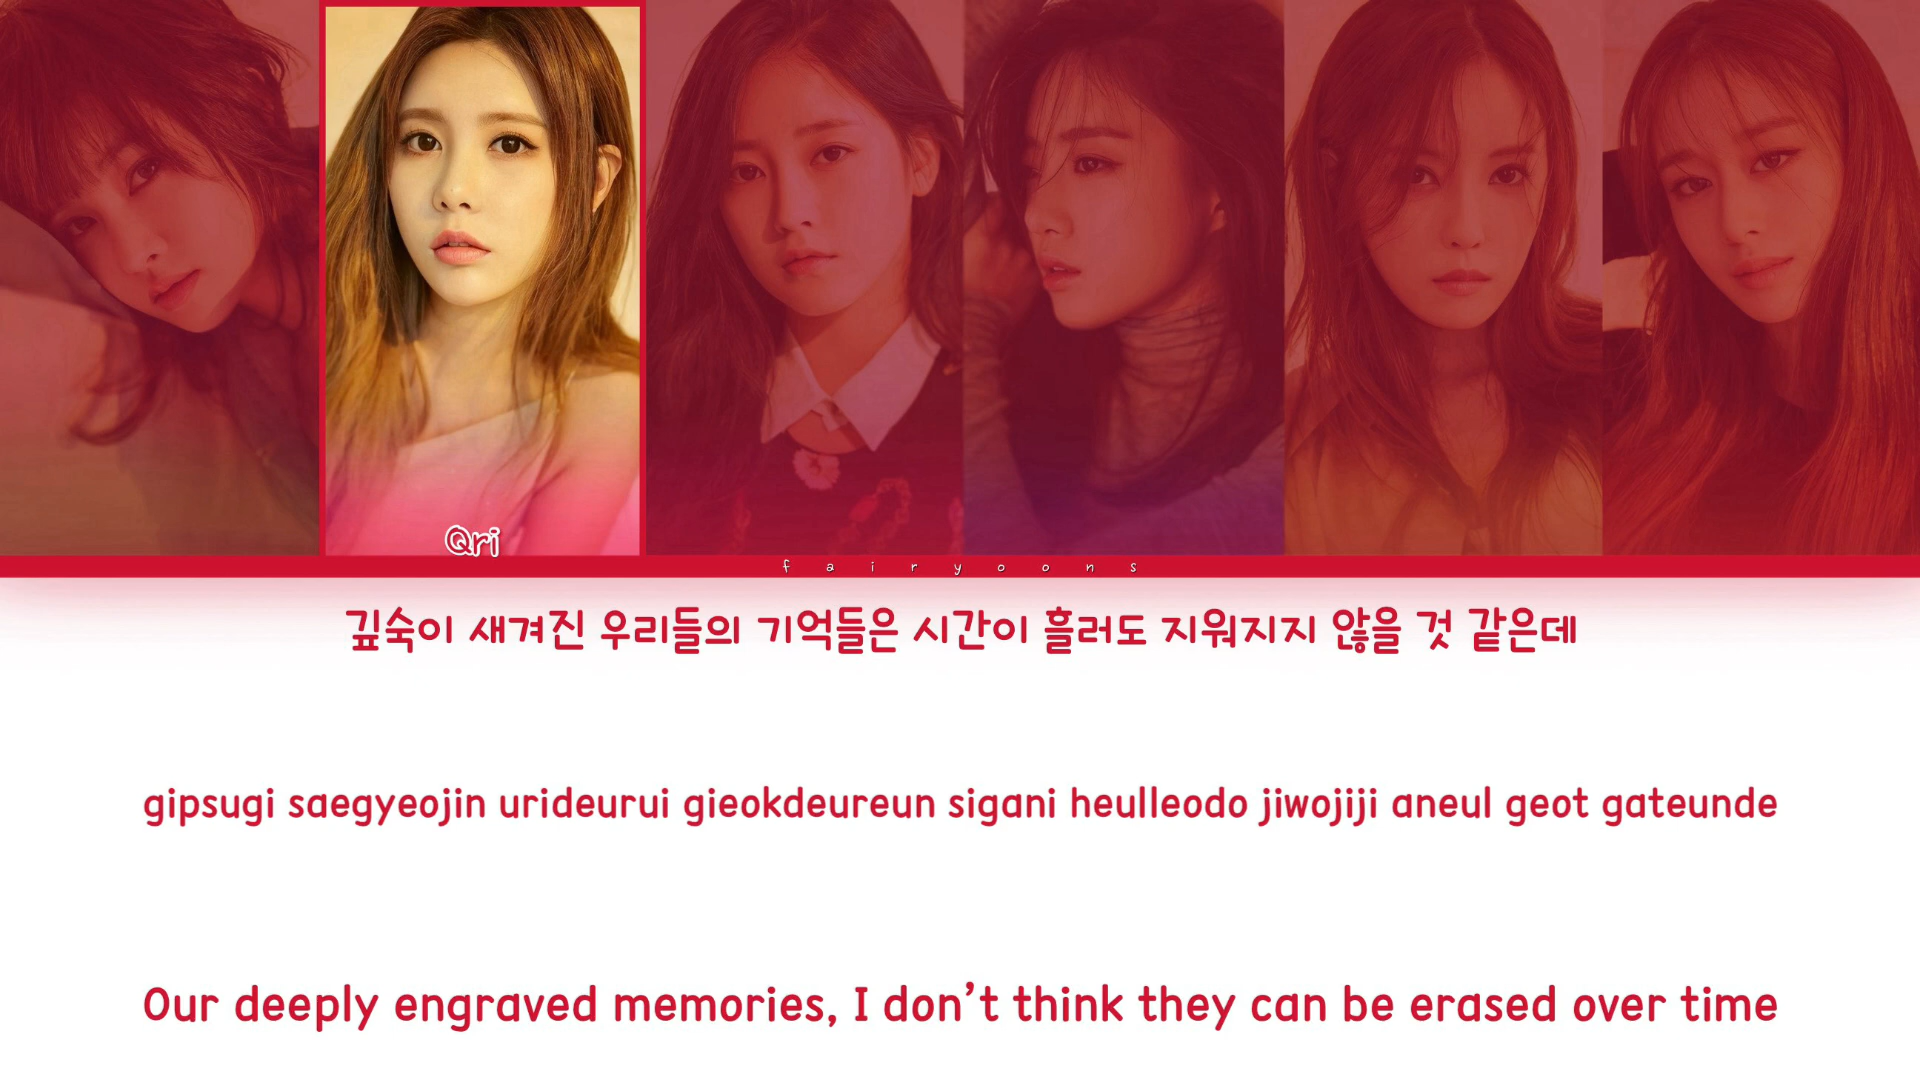 Qri
fairyoons
깊숙이 새겨진 우리들의 기억들은 시간이 흘러도 지워지지 않을 것 같은데
gipsugi saegyeojin urideurui gieokdeureun sigani heulleodo jiwojiji aneul geot gateunde
Our deeply engraved memories, I don’t think they can be erased over time